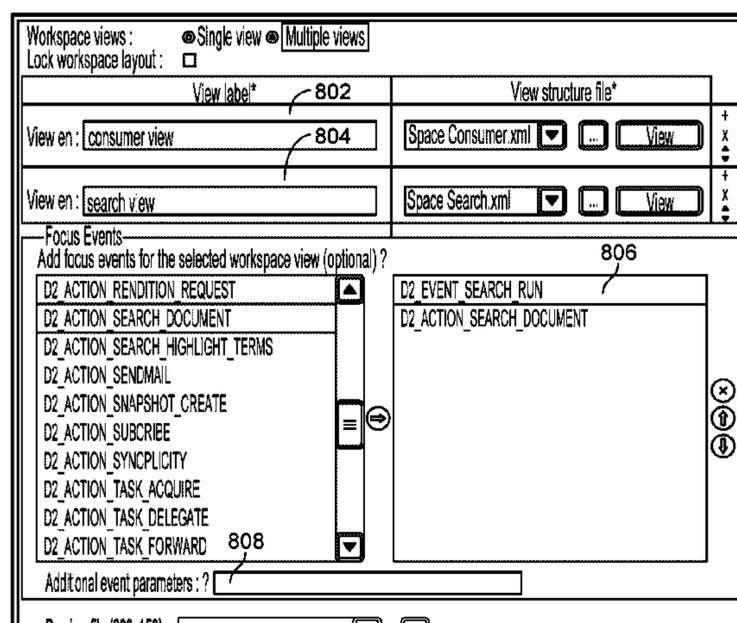 Workspace views : Single view Multiple views
Lock workspace layout :
View label* View structure file*
802
View en : consumer view Space Consumer.xml ... View + X
804
View en : search view Space Search.xml ... View + X
Focus Events
Add focus events for the selected workspace view (optional) ?
806
D2_ACTION_RENDITION_REQUEST D2_EVENT_SEARCH_RUN
D2_ACTION_SEARCH_DOCUMENT D2_ACTION_SEARCH_DOCUMENT
D2_ACTION_SEARCH_HIGHLIGHT_TERMS
D2_ACTION_SENDMAIL
D2_ACTION_SNAPSHOT_CREATE
D2_ACTION_SUBCRIBE
D2_ACTION_SYNCPLICITY
D2_ACTION_TASK_ACQUIRE
D2_ACTION_TASK_DELEGATE
D2_ACTION_TASK_FORWARD 808
Additonal event parameters : ?